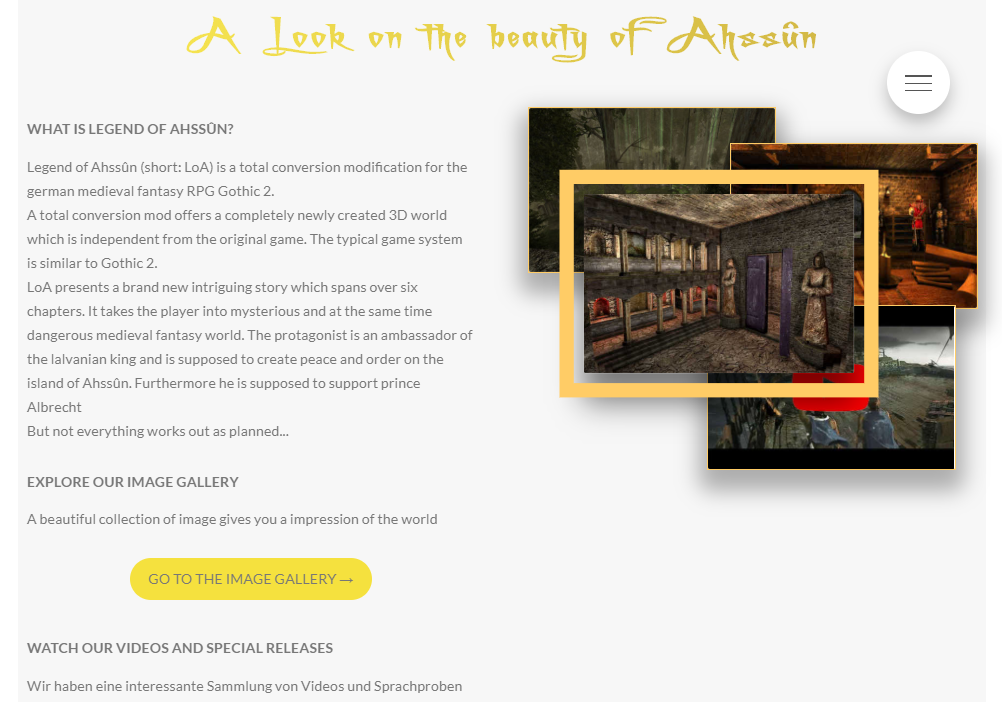 A Look on the beauty of Ahssûn
WHAT IS LEGEND OF AHSSÛN?
Legend of Ahssûn (short: LoA) is a total conversion modification for the
german medieval fantasy RPG Gothic 2.
A total conversion mod offers a completely newly created 3D world
which is independent from the original game. The typical game system
is similar to Gothic 2.
LoA presents a brand new intriguing story which spans over six
chapters. It takes the player into mysterious and at the same time
dangerous medieval fantasy world. The protagonist is an ambassador of
the lalvanian king and is supposed to create peace and order on the
island of Ahssûn. Furthermore he is supposed to support prince
Albrecht
But not everything works out as planned...
EXPLORE OUR IMAGE GALLERY
A beautiful collection of image gives you a impression of the world
GO TO THE IMAGE GALLERY →
WATCH OUR VIDEOS AND SPECIAL RELEASES
Wir haben eine interessante Sammlung von Videos und Sprachproben